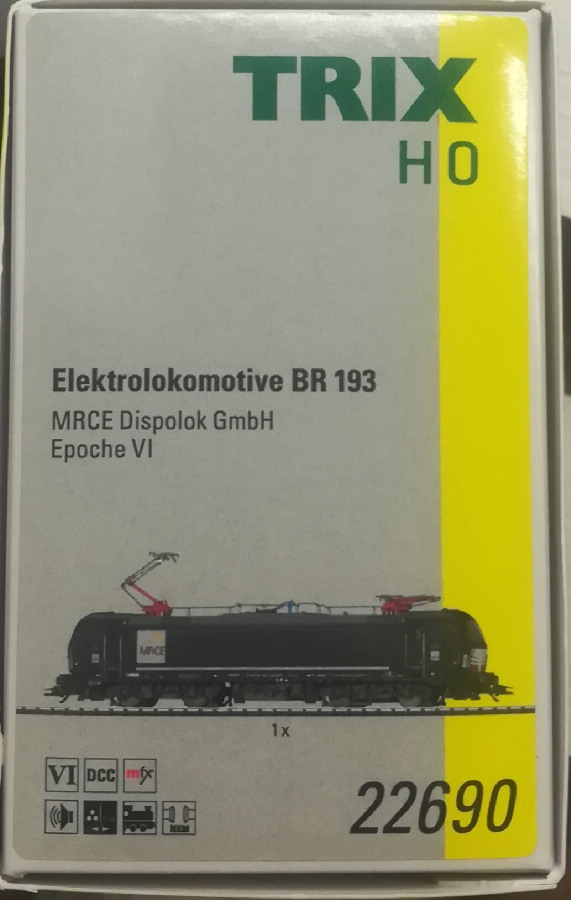 TRIX
H0
Elektrolokomotive BR 193
MRCE Dispolok GmbH
Epoche VI
MRCE
1x
VI DCC mfx
22690